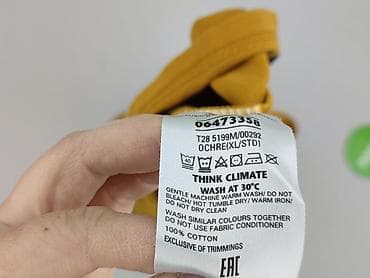 06473358
T28 5199M/00292
OCHRE(XL/STD)
THINK CLIMATE
WASH AT 30°C
GENTLE MACHINE WARM WASH/ DO NOT
BLEACH/ HOT TUMBLE DRY/ WARM IRON/
DO NOT DRY CLEAN
WASH SIMILAR COLOURS TOGETHER
DO NOT USE FABRIC CONDITIONER
100% COTTON
EXCLUSIVE OF TRIMMINGS
EAC